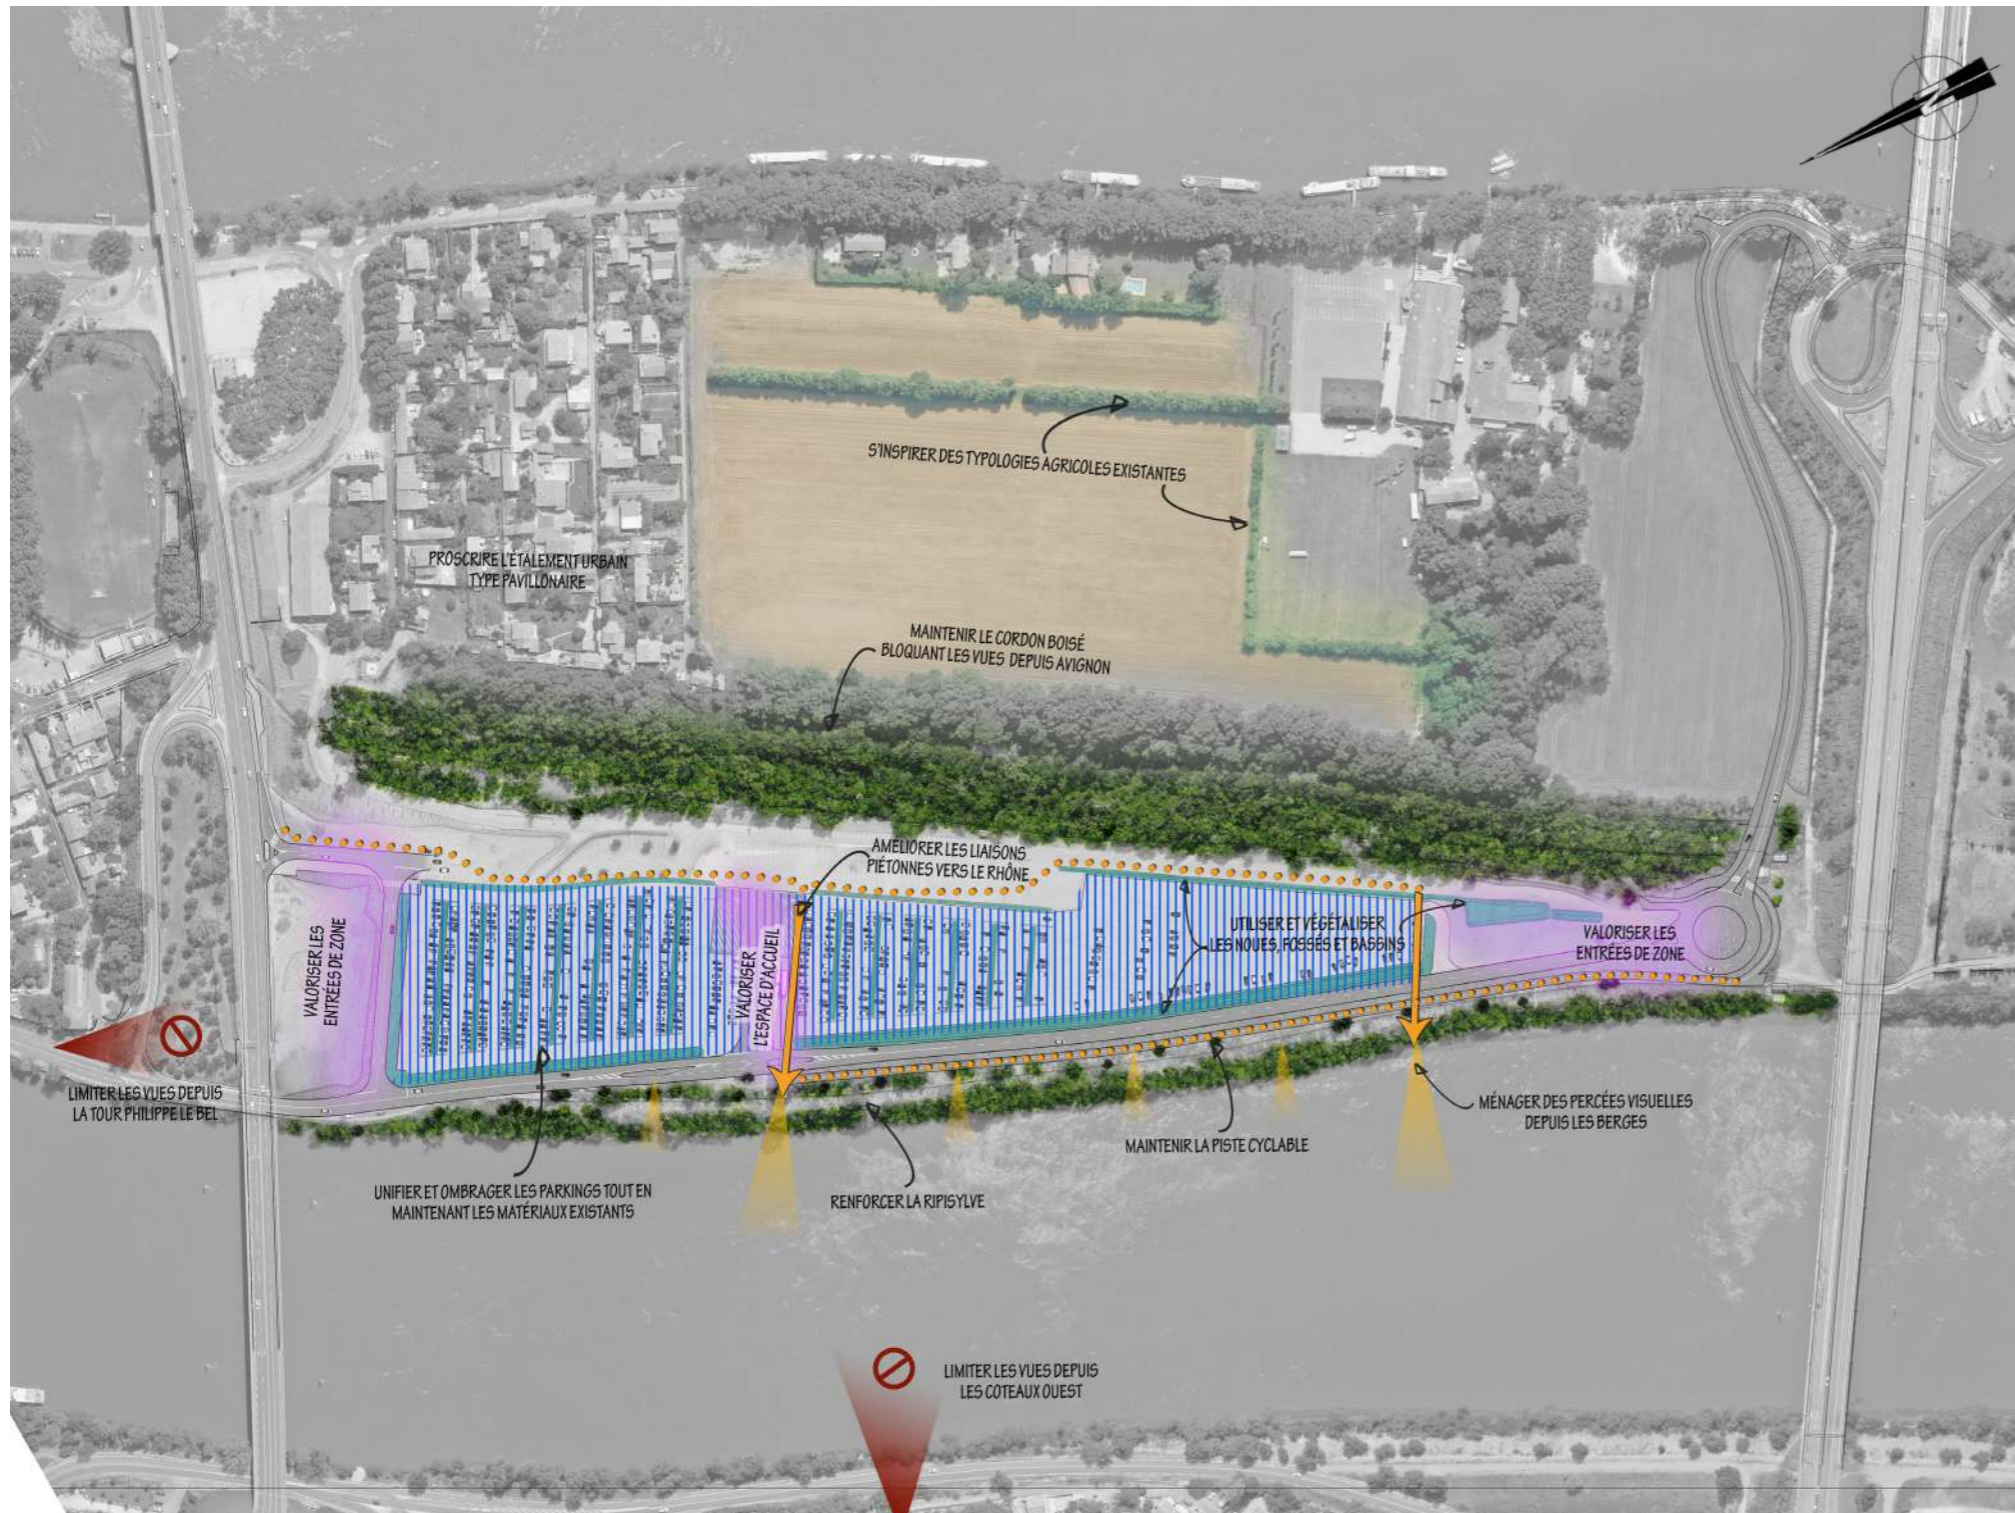 N
S'INSPIRER DES TYPOLOGIES AGRICOLES EXISTANTES
PROSCRIRE L'ÉTALEMENT URBAIN
TYPE PAVILLONAIRE
MAINTENIR LE CORDON BOISÉ
BLOQUANT LES VUES DEPUIS AVIGNON
AMÉLIORER LES LIAISONS
PIÉTONNES VERS LE RHÔNE
VALORISER LES
ENTRÉES DE ZONE
VALORISER
L'ESPACE D'ACCUEIL
UTILISER ET VÉGÉTALISER
LES NOUES, FOSSÉS ET BASSINS
VALORISER LES
ENTRÉES DE ZONE
LIMITER LES VUES DEPUIS
LA TOUR PHILIPPE LE BEL
MÉNAGER DES PERCÉES VISUELLES
DEPUIS LES BERGES
MAINTENIR LA PISTE CYCLABLE
UNIFIER ET OMBRAGER LES PARKINGS TOUT EN
MAINTENANT LES MATÉRIAUX EXISTANTS
RENFORCER LA RIPISYLVE
LIMITER LES VUES DEPUIS
LES COTEAUX OUEST